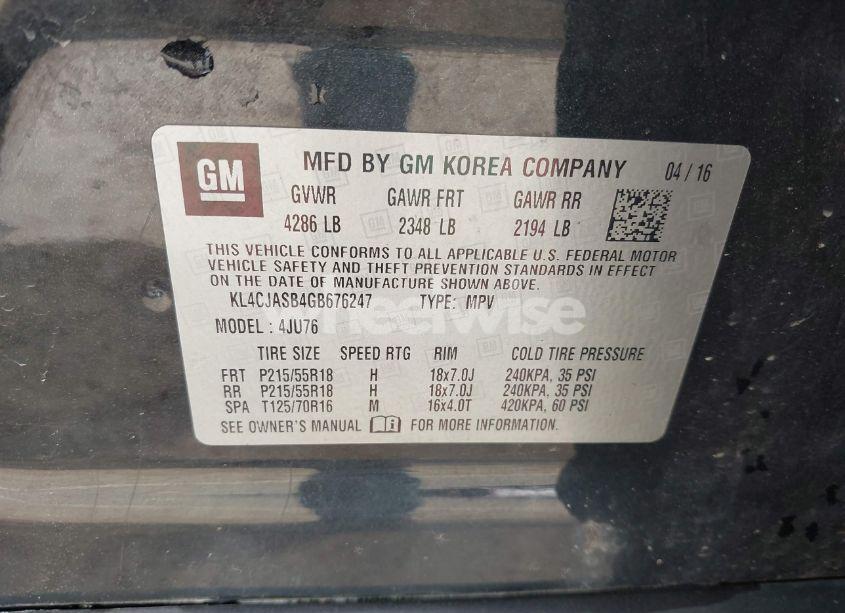 GM MFD BY GM KOREA COMPANY 04 / 16
GVWR GAWR FRT GAWR RR
4286 LB 2348 LB 2194 LB
THIS VEHICLE CONFORMS TO ALL APPLICABLE U.S. FEDERAL MOTOR
VEHICLE SAFETY AND THEFT PREVENTION STANDARDS IN EFFECT
ON THE DATE OF MANUFACTURE SHOWN ABOVE.
KL4CJASB4GB676247 TYPE: MPV
wheelwise
MODEL : 4JU76
TIRE SIZE SPEED RTG RIM COLD TIRE PRESSURE
FRT P215/55R18 H 18x7.0J 240KPA, 35 PSI
RR P215/55R18 H 18x7.0J 240KPA, 35 PSI
SPA T125/70R16 M 16x4.0T 420KPA, 60 PSI
SEE OWNER'S MANUAL FOR MORE INFORMATION.